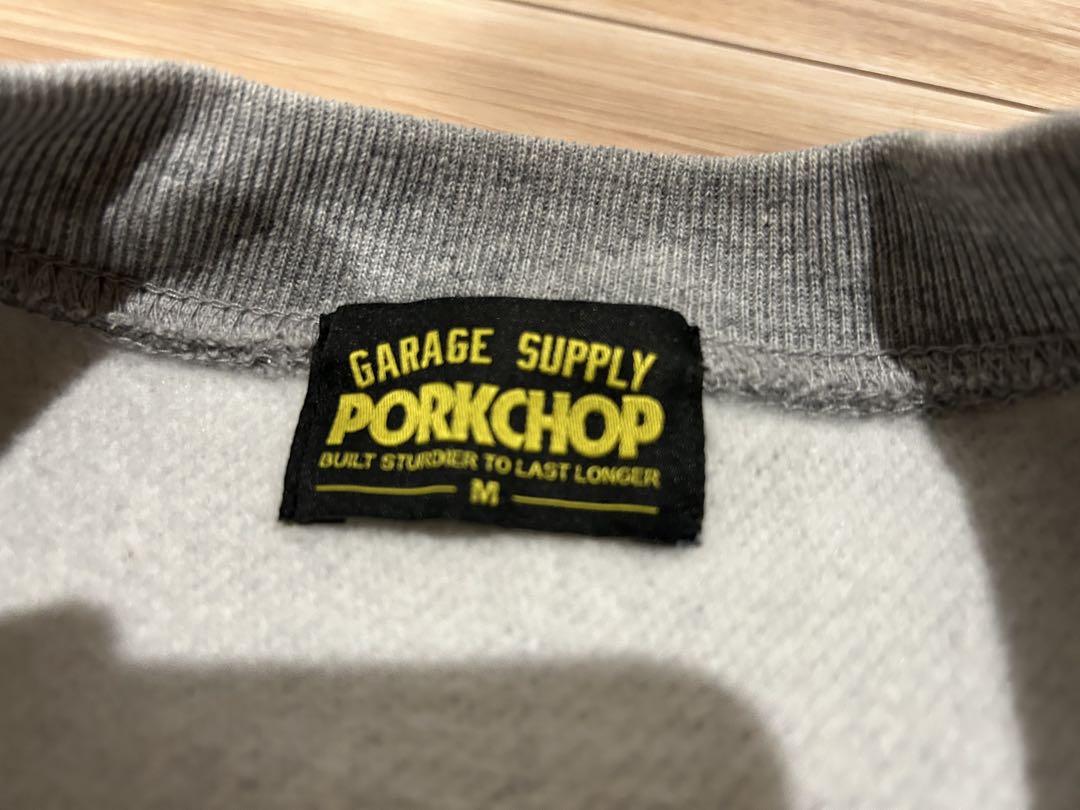 GARAGE SUPPLY
PORKCHOP
BUILT STURDIER TO LAST LONGER
M